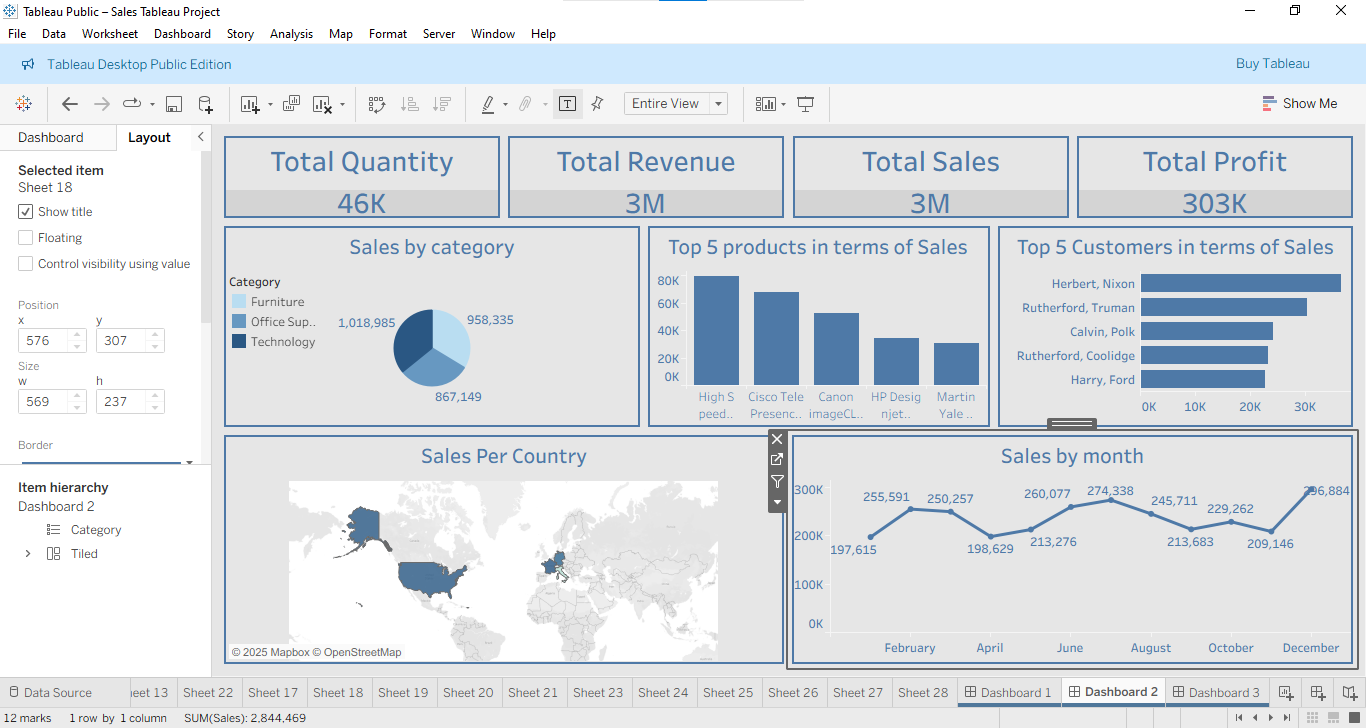 Tableau Public – Sales Tableau Project
File Data Worksheet Dashboard Story Analysis Map Format Server Window Help
Tableau Desktop Public Edition
Buy Tableau
Entire View
Show Me
Dashboard
Layout
Selected item
Sheet 18
Show title
Floating
Control visibility using value
Position
x
y
576
307
Size
w
h
569
237
Border
Item hierarchy
Dashboard 2
Category
Tiled
Total Quantity
46K
Total Revenue
3M
Total Sales
3M
Total Profit
303K
Sales by category
Category
Furniture
Office Sup..
Technology
1,018,985
958,335
867,149
Top 5 products in terms of Sales
80K
60K
40K
20K
0K
High S
peed..
Cisco Tele
Presenc..
Canon
imageCL..
HP Desig
njet..
Martin
Yale ..
Top 5 Customers in terms of Sales
Herbert, Nixon
Rutherford, Truman
Calvin, Polk
Rutherford, Coolidge
Harry, Ford
0K 10K 20K 30K
Sales Per Country
© 2025 Mapbox © OpenStreetMap
Sales by month
300K
200K
100K
0K
197,615
255,591
250,257
198,629
213,276
260,077
274,338
245,711
213,683
229,262
209,146
296,884
February April June August October December
Data Source
eet 13 Sheet 22 Sheet 17 Sheet 18 Sheet 19 Sheet 20 Sheet 21 Sheet 23 Sheet 24 Sheet 25 Sheet 26 Sheet 27 Sheet 28 Dashboard 1 Dashboard 2 Dashboard 3
12 marks 1 row by 1 column SUM(Sales): 2,844,469